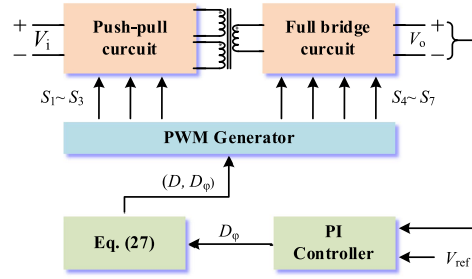 + Push-pull Full bridge +
Vi curcuit curcuit Vo
− −
S1~ S3 S4~ S7
PWM Generator
(D, Dφ)
Eq. (27) Dφ PI
Controller Vref